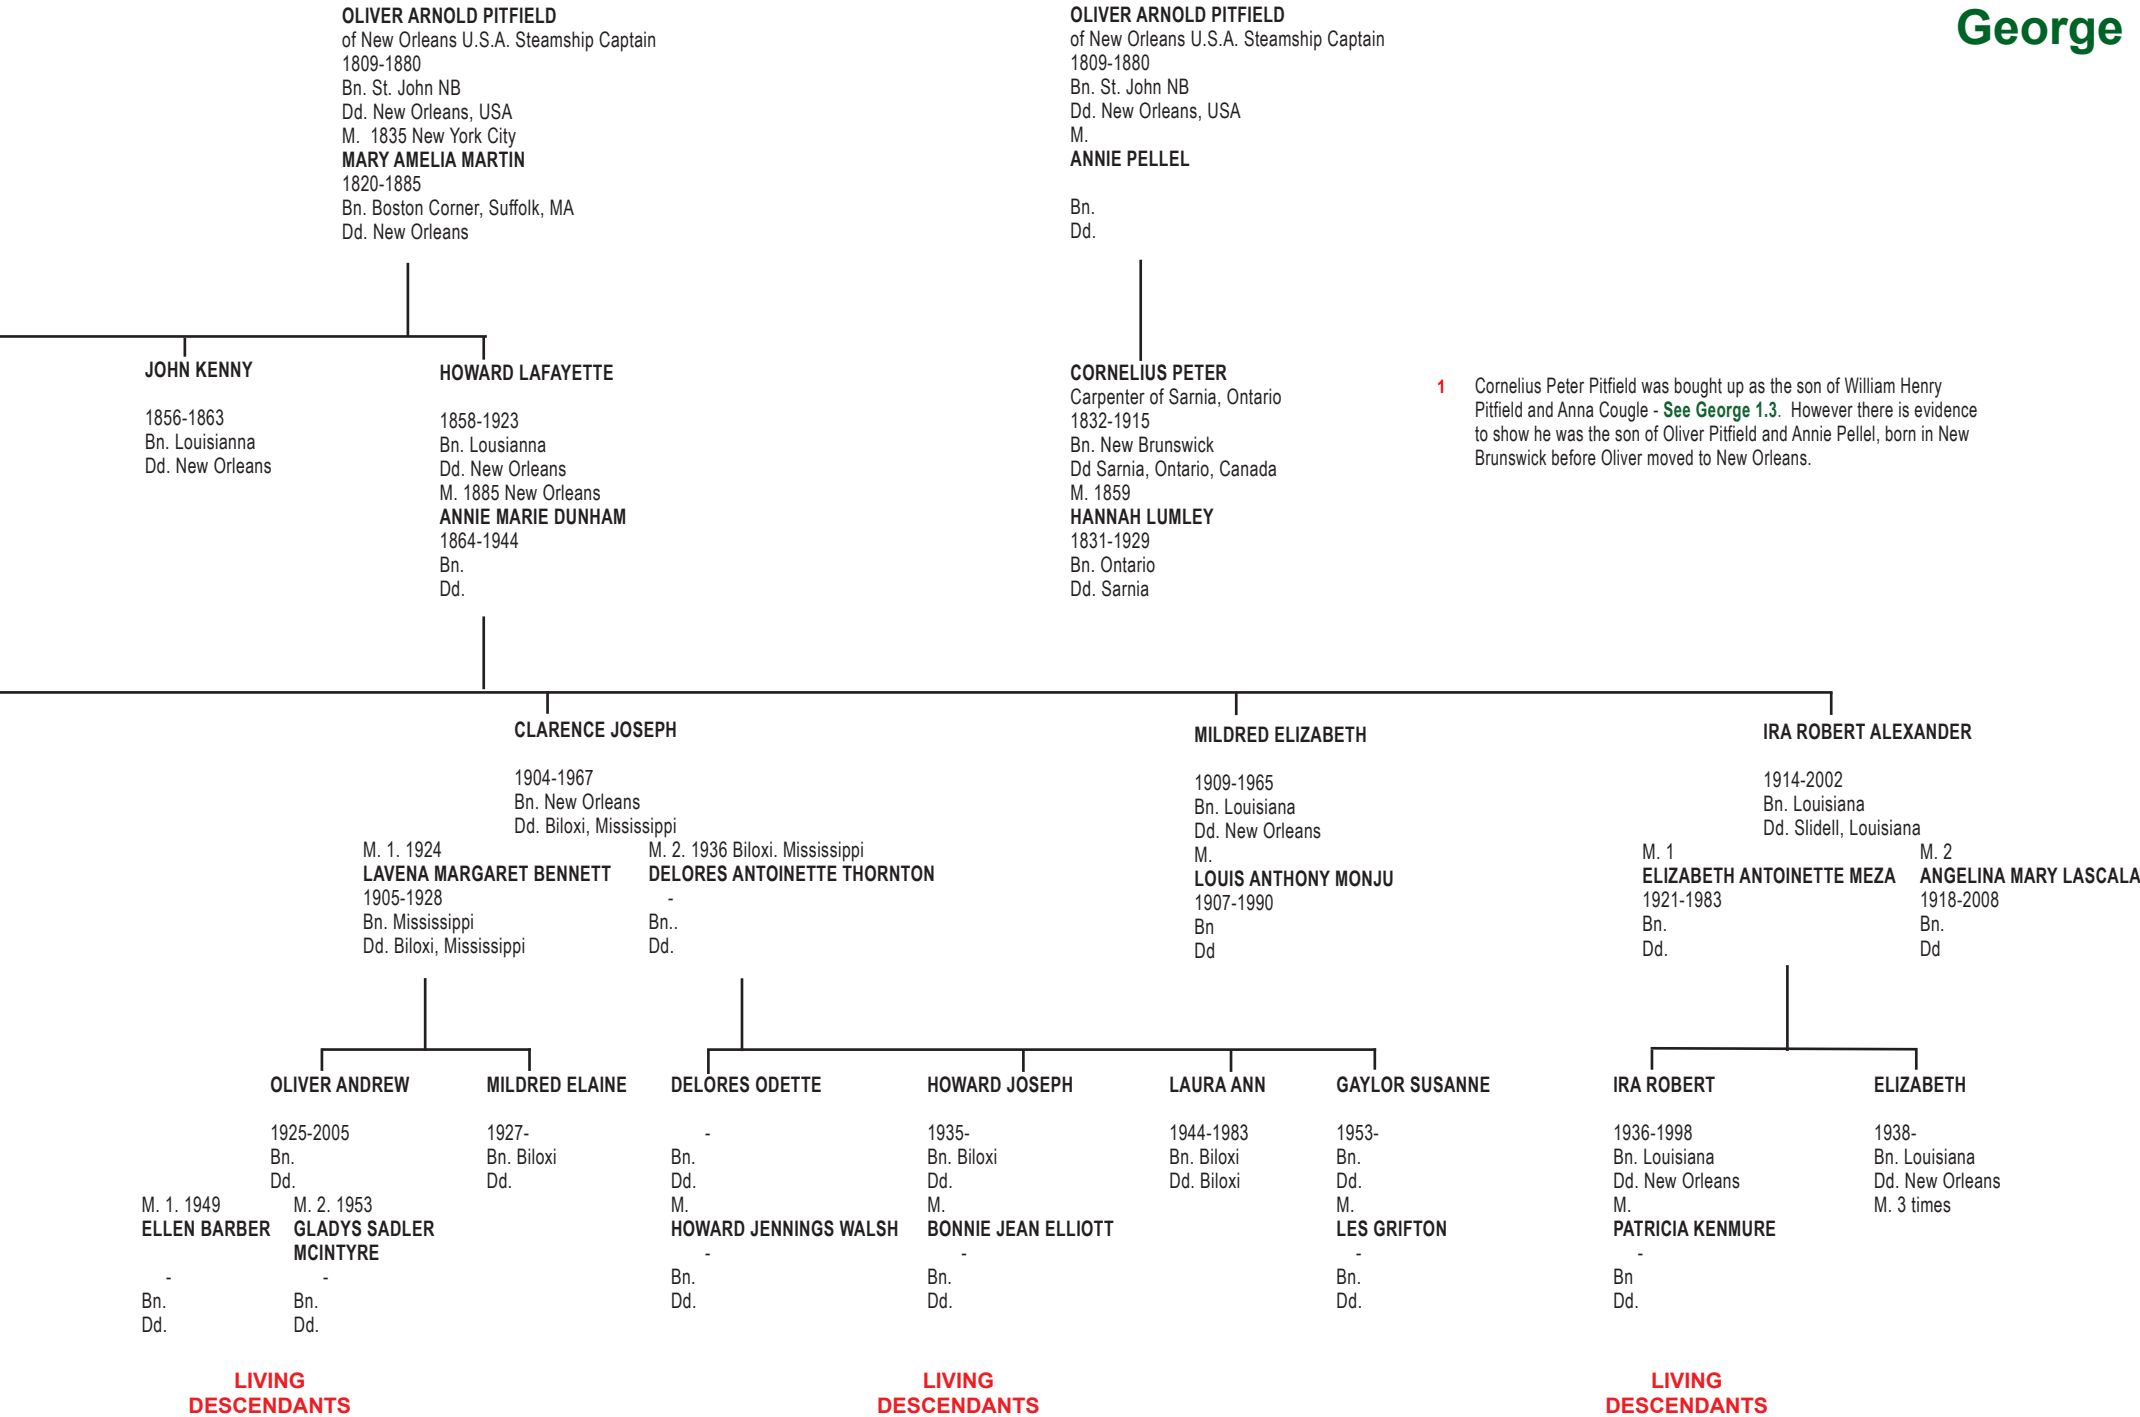 George
OLIVER ARNOLD PITFIELD
of New Orleans U.S.A. Steamship Captain
1809-1880
Bn. St. John NB
Dd. New Orleans, USA
M.  1835 New York City
MARY AMELIA MARTIN
1820-1885
Bn. Boston Corner, Suffolk, MA
Dd. New Orleans
OLIVER ARNOLD PITFIELD
of New Orleans U.S.A. Steamship Captain
1809-1880
Bn. St. John NB
Dd. New Orleans, USA
M.
ANNIE PELLEL
Bn.
Dd.
JOHN KENNY
1856-1863
Bn. Louisianna
Dd. New Orleans
HOWARD LAFAYETTE
1858-1923
Bn. Lousianna
Dd. New Orleans
M. 1885 New Orleans
ANNIE MARIE DUNHAM
1864-1944
Bn.
Dd.
CORNELIUS PETER
Carpenter of Sarnia, Ontario
1832-1915
Bn. New Brunswick
Dd Sarnia, Ontario, Canada
M. 1859
HANNAH LUMLEY
1831-1929
Bn. Ontario
Dd. Sarnia
1 Cornelius Peter Pitfield was bought up as the son of William Henry
Pitfield and Anna Cougle - See George 1.3.  However there is evidence
to show he was the son of Oliver Pitfield and Annie Pellel, born in New
Brunswick before Oliver moved to New Orleans.
CLARENCE JOSEPH
1904-1967
Bn. New Orleans
Dd. Biloxi, Mississippi
M. 1. 1924
LAVENA MARGARET BENNETT
1905-1928
Bn. Mississippi
Dd. Biloxi, Mississippi
M. 2. 1936 Biloxi. Mississippi
DELORES ANTOINETTE THORNTON
-
Bn..
Dd.
MILDRED ELIZABETH
1909-1965
Bn. Louisiana
Dd. New Orleans
M.
LOUIS ANTHONY MONJU
1907-1990
Bn
Dd
IRA ROBERT ALEXANDER
1914-2002
Bn. Louisiana
Dd. Slidell, Louisiana
M. 1
ELIZABETH ANTOINETTE MEZA
1921-1983
Bn.
Dd.
M. 2
ANGELINA MARY LASCALA
1918-2008
Bn.
Dd
OLIVER ANDREW
1925-2005
Bn.
Dd.
M. 1. 1949
ELLEN BARBER
-
Bn.
Dd.
M. 2. 1953
GLADYS SADLER
MCINTYRE
-
Bn.
Dd.
MILDRED ELAINE
1927-
Bn. Biloxi
Dd.
DELORES ODETTE
-
Bn.
Dd.
M.
HOWARD JENNINGS WALSH
-
Bn.
Dd.
HOWARD JOSEPH
1935-
Bn. Biloxi
Dd.
M.
BONNIE JEAN ELLIOTT
-
Bn.
Dd.
LAURA ANN
1944-1983
Bn. Biloxi
Dd. Biloxi
GAYLOR SUSANNE
1953-
Bn.
Dd.
M.
LES GRIFTON
-
Bn.
Dd.
IRA ROBERT
1936-1998
Bn. Louisiana
Dd. New Orleans
M.
PATRICIA KENMURE
-
Bn
Dd.
ELIZABETH
1938-
Bn. Louisiana
Dd. New Orleans
M. 3 times
LIVING
DESCENDANTS
LIVING
DESCENDANTS
LIVING
DESCENDANTS